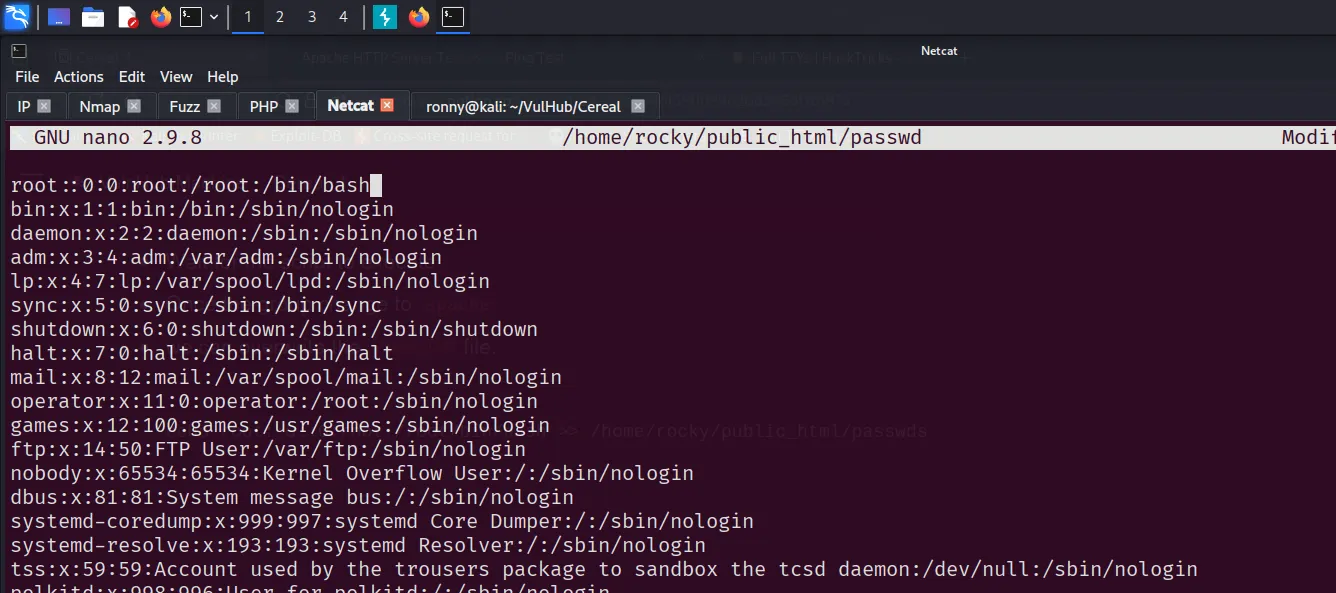 1 2 3 4
Netcat
File Actions Edit View Help
IP Nmap Fuzz PHP Netcat ronny@kali: ~/VulHub/Cereal
GNU nano 2.9.8 /home/rocky/public_html/passwd Modif
root::0:0:root:/root:/bin/bash
bin:x:1:1:bin:/bin:/sbin/nologin
daemon:x:2:2:daemon:/sbin:/sbin/nologin
adm:x:3:4:adm:/var/adm:/sbin/nologin
lp:x:4:7:lp:/var/spool/lpd:/sbin/nologin
sync:x:5:0:sync:/sbin:/bin/sync
shutdown:x:6:0:shutdown:/sbin:/sbin/shutdown
halt:x:7:0:halt:/sbin:/sbin/halt
mail:x:8:12:mail:/var/spool/mail:/sbin/nologin
operator:x:11:0:operator:/root:/sbin/nologin
games:x:12:100:games:/usr/games:/sbin/nologin
ftp:x:14:50:FTP User:/var/ftp:/sbin/nologin
nobody:x:65534:65534:Kernel Overflow User:/:/sbin/nologin
dbus:x:81:81:System message bus:/:/sbin/nologin
systemd-coredump:x:999:997:systemd Core Dumper:/:/sbin/nologin
systemd-resolve:x:193:193:systemd Resolver:/:/sbin/nologin
tss:x:59:59:Account used by the trousers package to sandbox the tcsd daemon:/dev/null:/sbin/nologin
polkitd:x:998:996:User for polkitd:/:/sbin/nologin